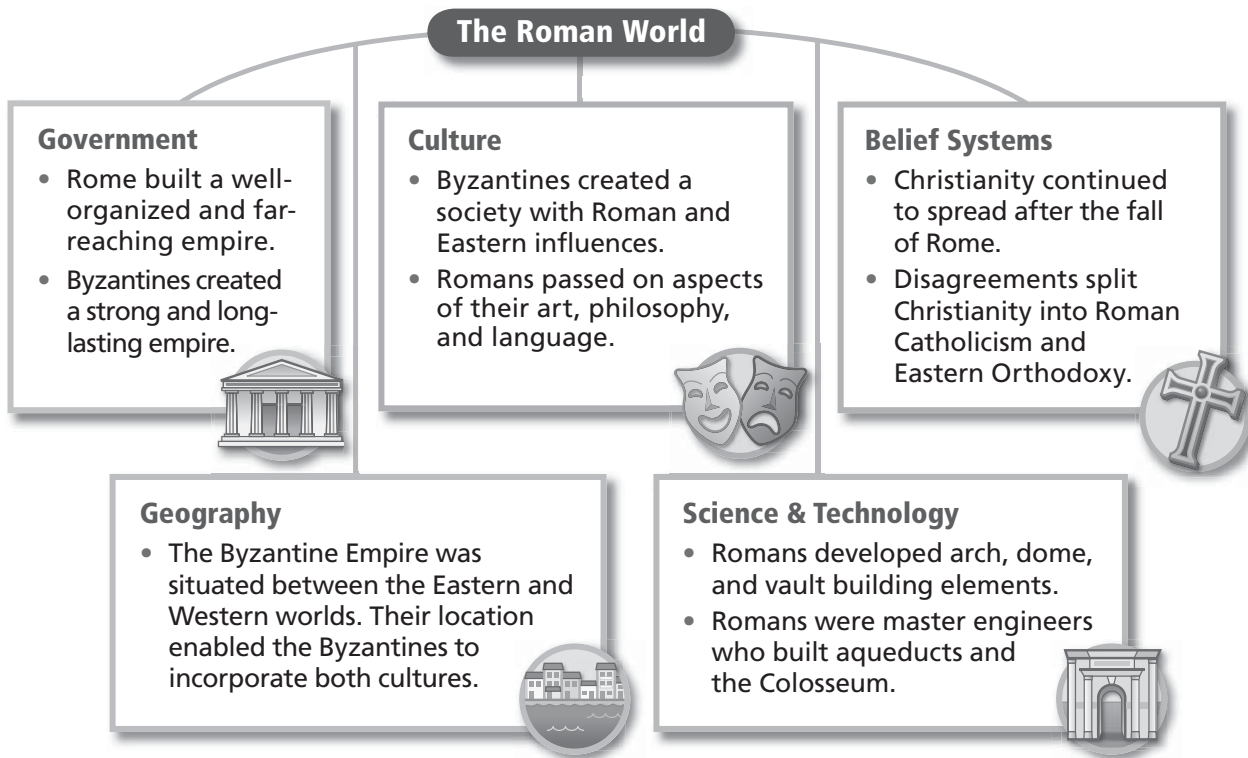 The Roman World
Government
• Rome built a well-
organized and far-
reaching empire.
• Byzantines created
a strong and long-
lasting empire.
Culture
• Byzantines created a
society with Roman and
Eastern influences.
• Romans passed on aspects
of their art, philosophy,
and language.
Belief Systems
• Christianity continued
to spread after the fall
of Rome.
• Disagreements split
Christianity into Roman
Catholicism and
Eastern Orthodoxy.
Geography
• The Byzantine Empire was
situated between the Eastern and
Western worlds. Their location
enabled the Byzantines to
incorporate both cultures.
Science & Technology
• Romans developed arch, dome,
and vault building elements.
• Romans were master engineers
who built aqueducts and
the Colosseum.